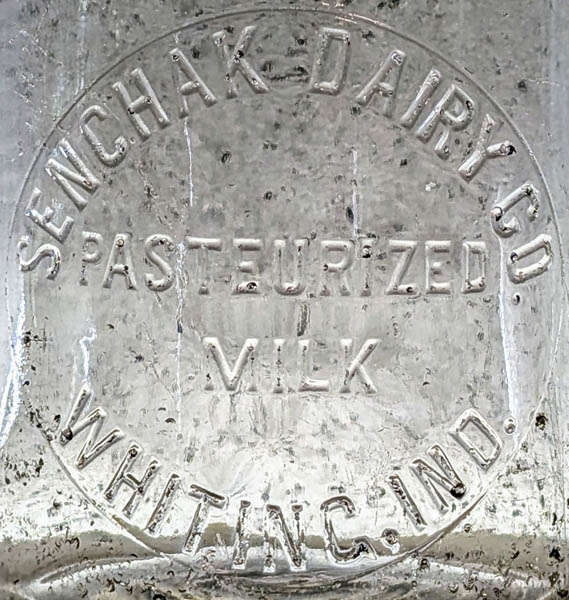 SENCHAK DAIRY CO.
PASTEURIZED
MILK
WHITING. IND.